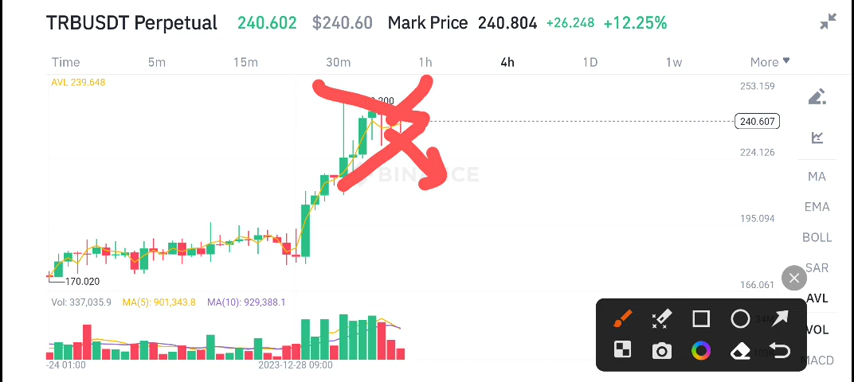 TRBUSDT Perpetual 240.602 $240.60 Mark Price 240.804 +26.248 +12.25%
Time 5m 15m 30m 1h 4h 1D 1w More
AVL 239.648
253.159
240.607
224.126
BINANCE
MA
EMA
195.094
BOLL
SAR
170.020
166.061
AVL
Vol: 337,035.9 MA(5): 901,343.8 MA(10): 929,388.1
VOL
MACD
-24 01:00 2023-12-28 09:00